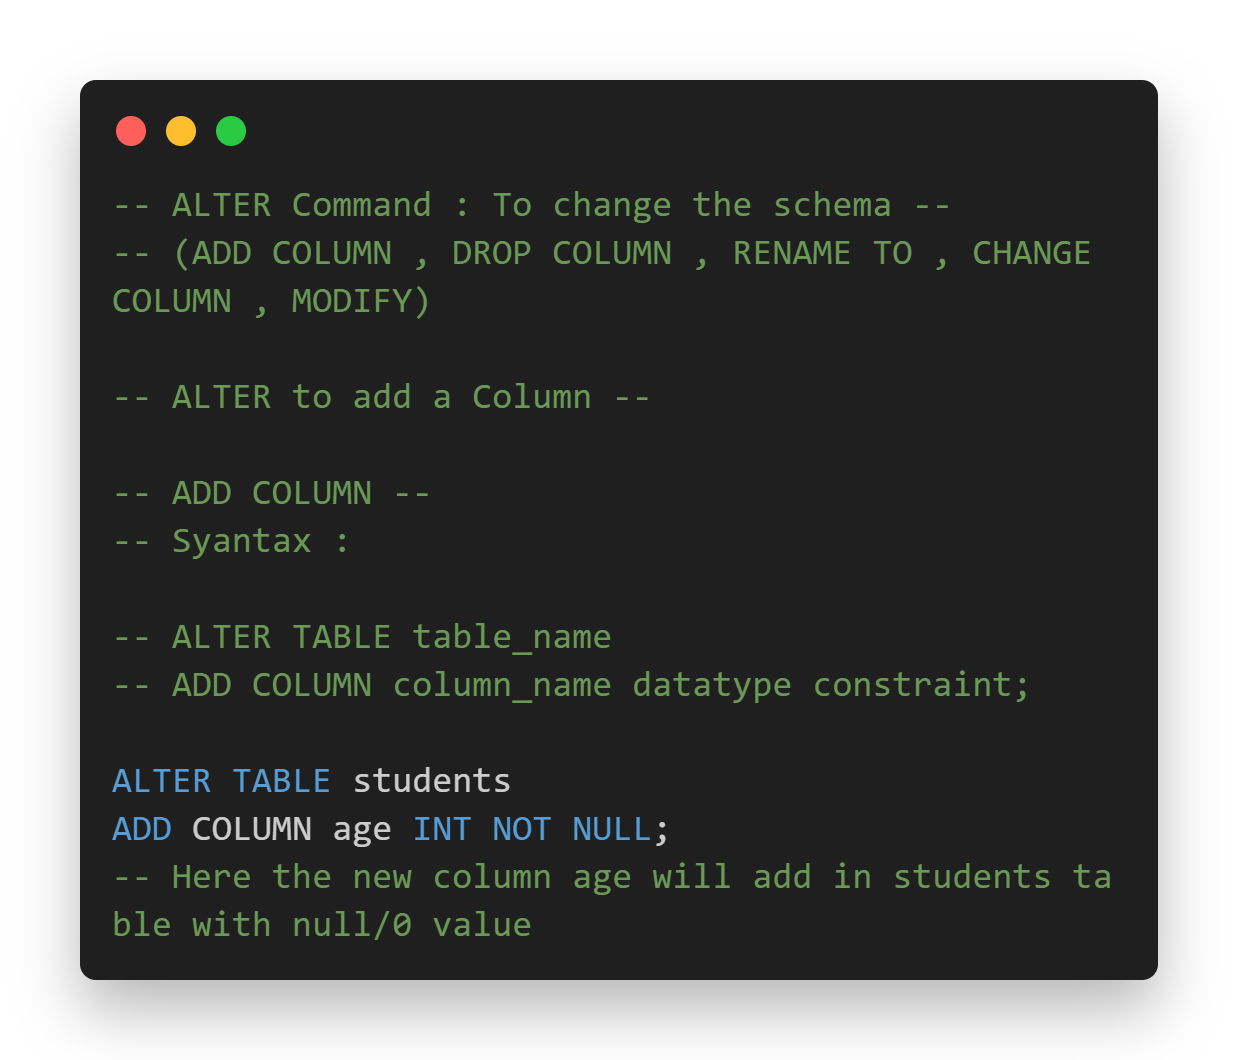 -- ALTER Command : To change the schema --
-- (ADD COLUMN , DROP COLUMN , RENAME TO , CHANGE
COLUMN , MODIFY)
-- ALTER to add a Column --
-- ADD COLUMN --
-- Syantax :
-- ALTER TABLE table_name
-- ADD COLUMN column_name datatype constraint;
ALTER TABLE students
ADD COLUMN age INT NOT NULL;
-- Here the new column age will add in students ta
ble with null/0 value